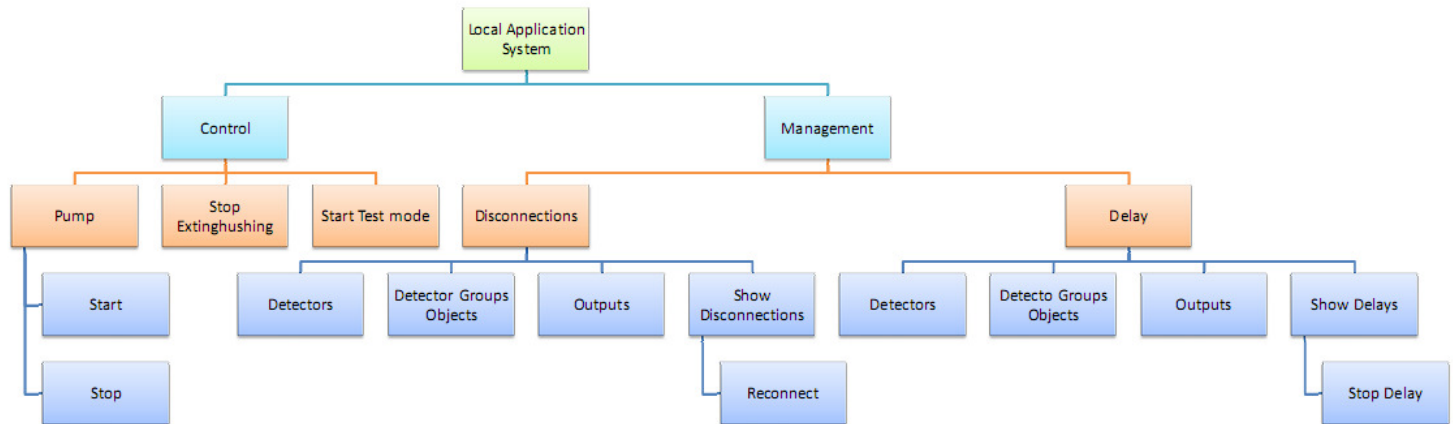 Local Application
System
Control
Management
Pump
Stop
Extinghushing
Start Test mode
Disconnections
Delay
Start
Stop
Detectors
Detector Groups
Objects
Outputs
Show
Disconnections
Reconnect
Detectors
Detecto Groups
Objects
Outputs
Show Delays
Stop Delay